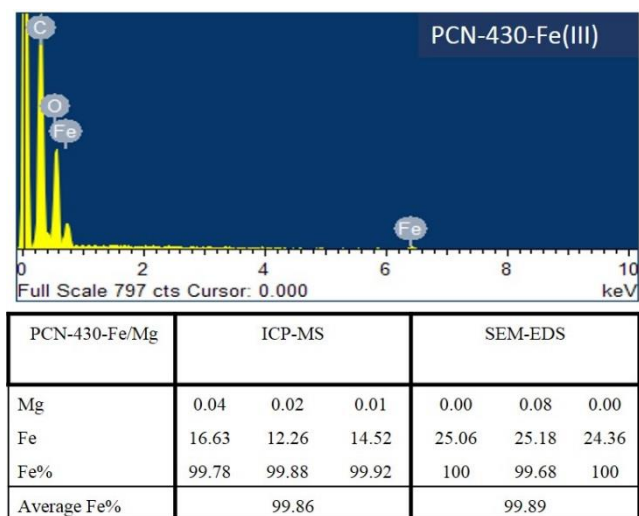 PCN-430-Fe(III)
C
O
Fe
Fe
0 2 4 6 8 10
Full Scale 797 cts Cursor: 0.000 keV
PCN-430-Fe/Mg ICP-MS SEM-EDS
Mg 0.04 0.02 0.01 0.00 0.08 0.00
Fe 16.63 12.26 14.52 25.06 25.18 24.36
Fe% 99.78 99.88 99.92 100 99.68 100
Average Fe% 99.86 99.89